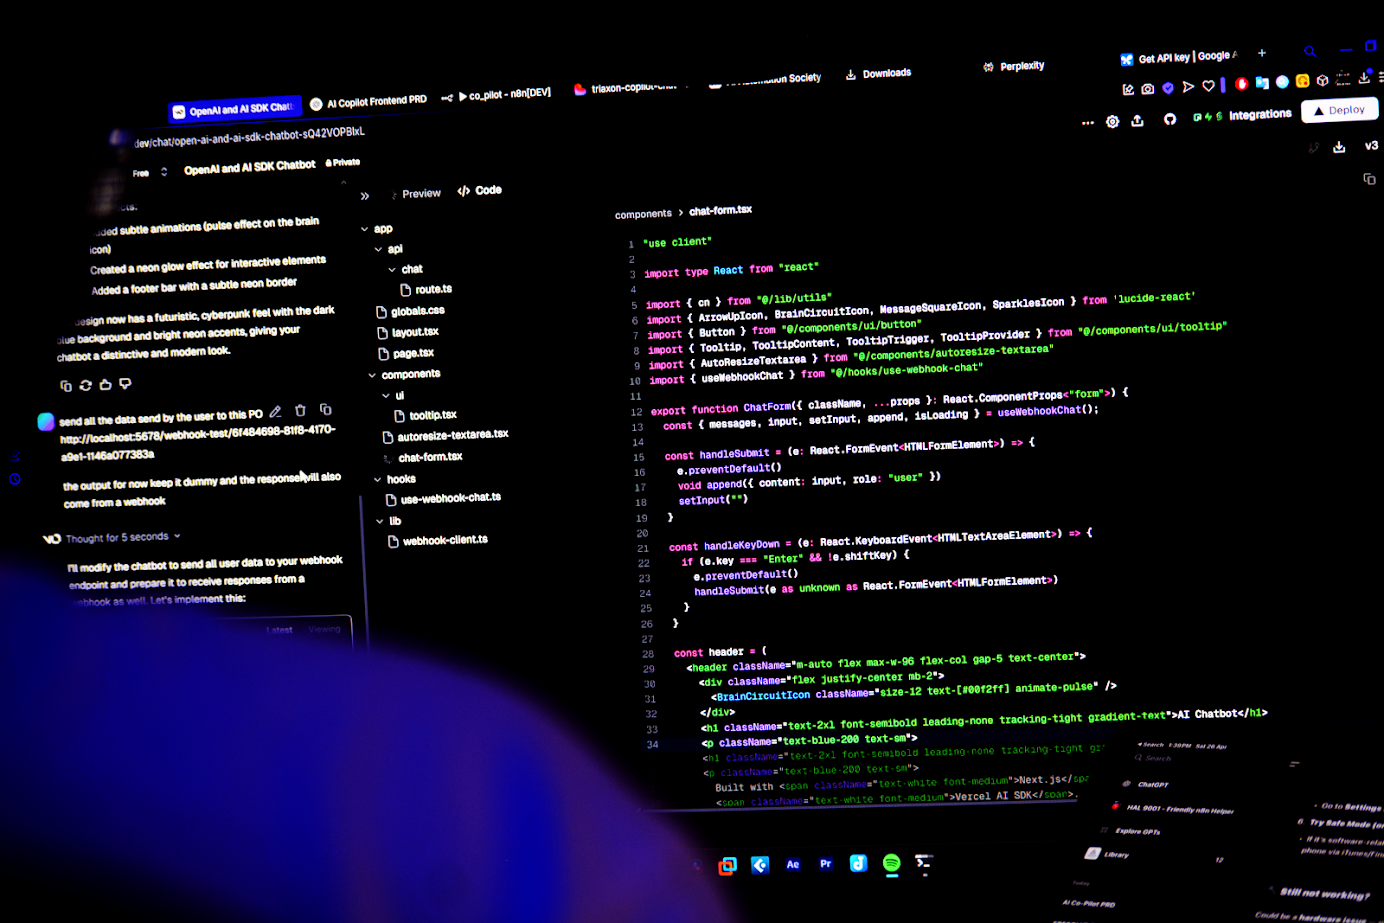 Get API key | Google
Perplexity
Downloads
Automation Society
triaxon-copilot-chat
co_pilot - n8n[DEV]
AI Copilot Frontend PRD
OpenAI and AI SDK Chatb
dev/chat/open-ai-and-ai-sdk-chatbot-sQ42VOPBlxL
Integrations
Deploy
Free
OpenAI and AI SDK Chatbot
Private
v3
Preview
Code
subtle animations (pulse effect on the brain
icon)
Created a neon glow effect for interactive elements
Added a footer bar with a subtle neon border
design now has a futuristic, cyberpunk feel with the dark
blue background and bright neon accents, giving your
chatbot a distinctive and modern look.
send all the data send by the user to this PO
http://localhost:5678/webhook-test/6f484698-81f8-4170-
a9e1-1146a077383a
the output for now keep it dummy and the response will also
come from a webhook
v0 Thought for 5 seconds
I'll modify the chatbot to send all user data to your webhook
endpoint and prepare it to receive responses from a
webhook as well. Let's implement this:
Latest Viewing
app
api
chat
route.ts
globals.css
layout.tsx
page.tsx
components
ui
tooltip.tsx
autoresize-textarea.tsx
chat-form.tsx
hooks
use-webhook-chat.ts
lib
webhook-client.ts
components > chat-form.tsx
1 "use client"
2
3 import type React from "react"
4
5 import { cn } from "@/lib/utils"
6 import { ArrowUpIcon, BrainCircuitIcon, MessageSquareIcon, SparklesIcon } from 'lucide-react'
7 import { Button } from "@/components/ui/button"
8 import { Tooltip, TooltipContent, TooltipTrigger, TooltipProvider } from "@/components/ui/tooltip"
9 import { AutoResizeTextarea } from "@/components/autoresize-textarea"
10 import { useWebhookChat } from "@/hooks/use-webhook-chat"
11
12 export function ChatForm({ className, ...props }: React.ComponentProps<"form">) {
13 const { messages, input, setInput, append, isLoading } = useWebhookChat();
14
15 const handleSubmit = (e: React.FormEvent<HTMLFormElement>) => {
16 e.preventDefault()
17 void append({ content: input, role: "user" })
18 setInput("")
19 }
20
21 const handleKeyDown = (e: React.KeyboardEvent<HTMLTextAreaElement>) => {
22 if (e.key === "Enter" && !e.shiftKey) {
23 e.preventDefault()
24 handleSubmit(e as unknown as React.FormEvent<HTMLFormElement>)
25 }
26 }
27
28 const header = (
29 <header className="m-auto flex max-w-96 flex-col gap-5 text-center">
30 <div className="flex justify-center mb-2">
31 <BrainCircuitIcon className="size-12 text-[#00f2ff] animate-pulse" />
32 </div>
33 <h1 className="text-2xl font-semibold leading-none tracking-tight gradient-text">AI Chatbot</h1>
34 <p className="text-blue-200 text-sm">
<h1 className="text-2xl font-semibold leading-none tracking-tight
<p className="text-blue-200 text-sm">
Built with <span className="text-white font-medium">Next.js</spa
<span className="text-white font-medium">Vercel AI SDK</span>.
Ae
Pr
Search 1:39PM Sat 26 Apr
Search
ChatGPT
HAL 9001 - Friendly n8n Helper
Explore GPTs
Library 12
Today
AI Co-Pilot PRD
Go to Settings
6 Try Safe Mode
If it's software-rel
phone via iTunes/Fin
Still not working?
Could be a hardware issue